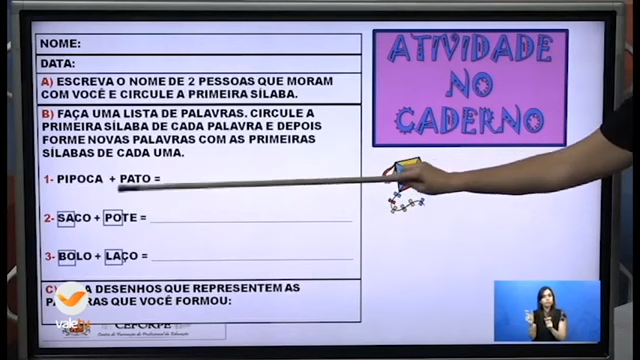 NOME:
DATA:
A) ESCREVA O NOME DE 2 PESSOAS QUE MORAM
COM VOCÊ E CIRCULE A PRIMEIRA SÍLABA.
B) FAÇA UMA LISTA DE PALAVRAS. CIRCULE A
PRIMEIRA SÍLABA DE CADA PALAVRA E DEPOIS
FORME NOVAS PALAVRAS COM AS PRIMEIRAS
SÍLABAS DE CADA UMA.
1- PIPOCA + PATO =
2- SACO + POTE =
3- BOLO + LAÇO =
DESENHOS QUE REPRESENTEM AS
QUE VOCÊ FORMOU:
ATIVIDADE
NO
CADERNO
vale tv
CEFORPE